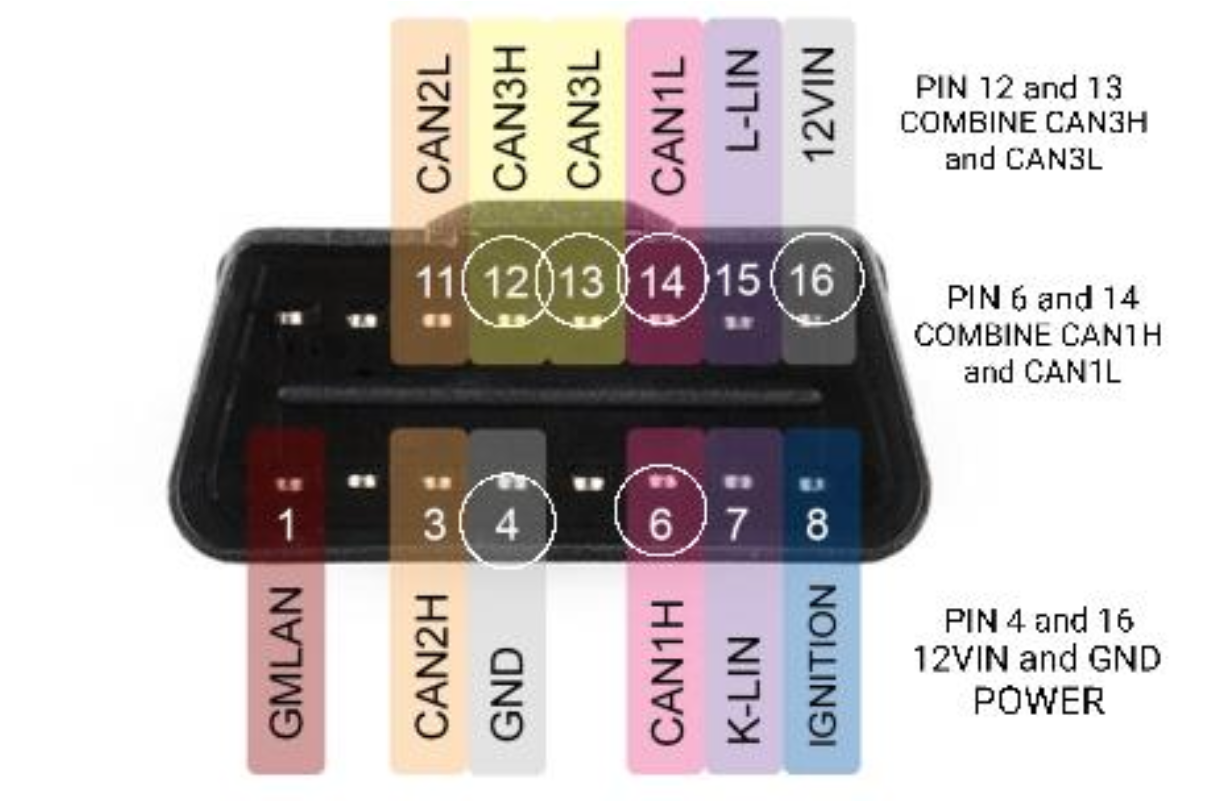 CAN2L
CAN3H
CAN3L
CAN1L
L-LIN
12VIN
PIN 12 and 13
COMBINE CAN3H
and CAN3L
11 12 13 14 15 16
PIN 6 and 14
COMBINE CAN1H
and CAN1L
1 3 4 6 7 8
GMLAN
CAN2H
GND
CAN1H
K-LIN
IGNITION
PIN 4 and 16
12VIN and GND
POWER